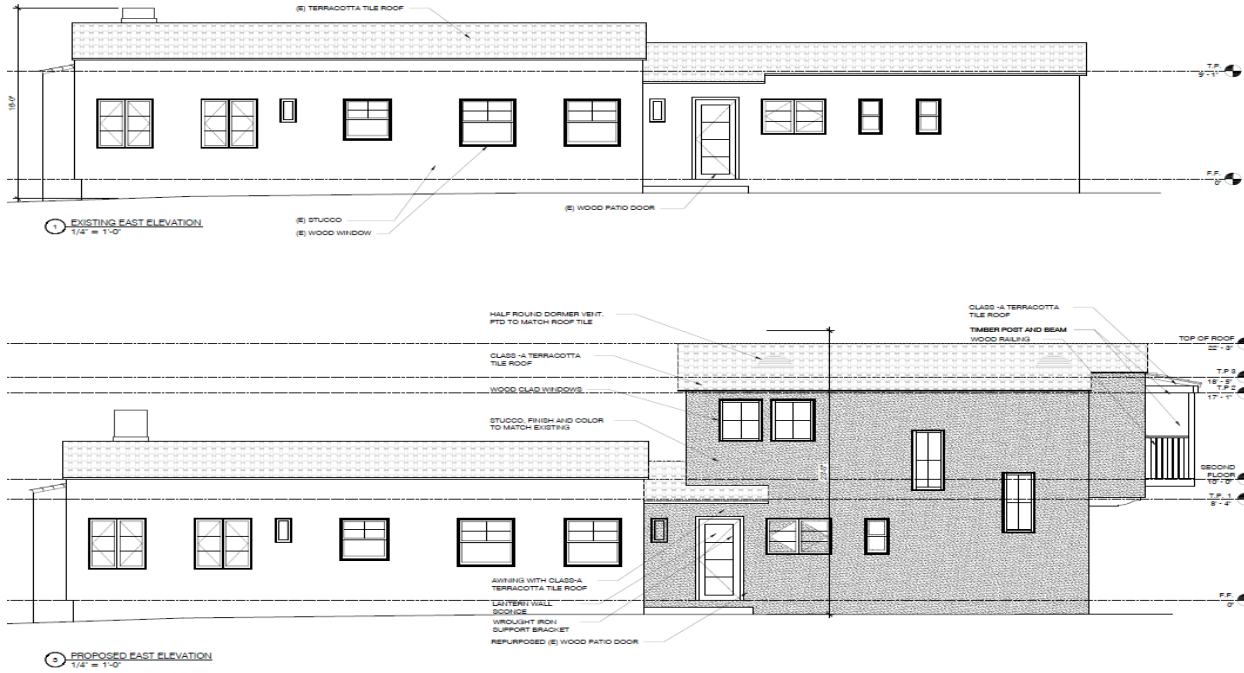 (E) TERRACOTTA TILE ROOF
T.P.
9' - 1"
F.F.
0'
(E) WOOD PATIO DOOR
(E) STUCCO
(E) WOOD WINDOW
1
EXISTING EAST ELEVATION
1/4" = 1'-0"
HALF ROUND DORMER VENT.
PTD TO MATCH ROOF TILE
CLASS -A TERRACOTTA
TILE ROOF
TIMBER POST AND BEAM
WOOD RAILING
TOP OF ROOF
22' - 3"
CLASS -A TERRACOTTA
TILE ROOF
T.P 3
18' - 5"
T.P 2
17' - 1"
WOOD CLAD WINDOWS
STUCCO, FINISH AND COLOR
TO MATCH EXISTING
SECOND
FLOOR
10' - 0"
T.P. 1
8' - 4"
AWNING WITH CLASS-A
TERRACOTTA TILE ROOF
LANTERN WALL
SCONCE
WROUGHT IRON
SUPPORT BRACKET
REPURPOSED (E) WOOD PATIO DOOR
F.F.
0'
PROPOSED EAST ELEVATION
1/4" = 1'-0"